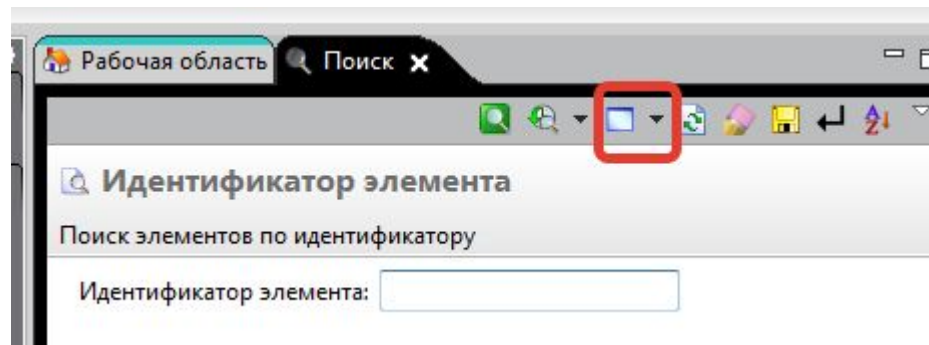 Рабочая область Поиск
Идентификатор элемента
Поиск элементов по идентификатору
Идентификатор элемента: